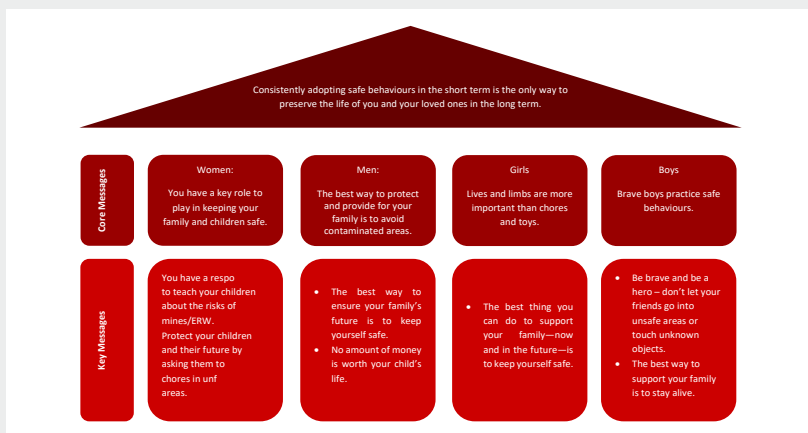 Consistently adopting safe behaviours in the short term is the only way to
preserve the life of you and your loved ones in the long term.
Core Messages
Women:
You have a key role to
play in keeping your
family and children safe.
Men:
The best way to protect
and provide for your
family is to avoid
contaminated areas.
Girls
Lives and limbs are more
important than chores
and toys.
Boys
Brave boys practice safe
behaviours.
Key Messages
You have a respo
to teach your children
about the risks of
mines/ERW.
Protect your children
and their future by
asking them to
chores in unf
areas.
• The best way to
ensure your family's
future is to keep
yourself safe.
• No amount of money
is worth your child's
life.
• The best thing you
can do to support
your family—now
and in the future—is
to keep yourself safe.
• Be brave and be a
hero – don't let your
friends go into
unsafe areas or
touch unknown
objects.
• The best way to
support your family
is to stay alive.